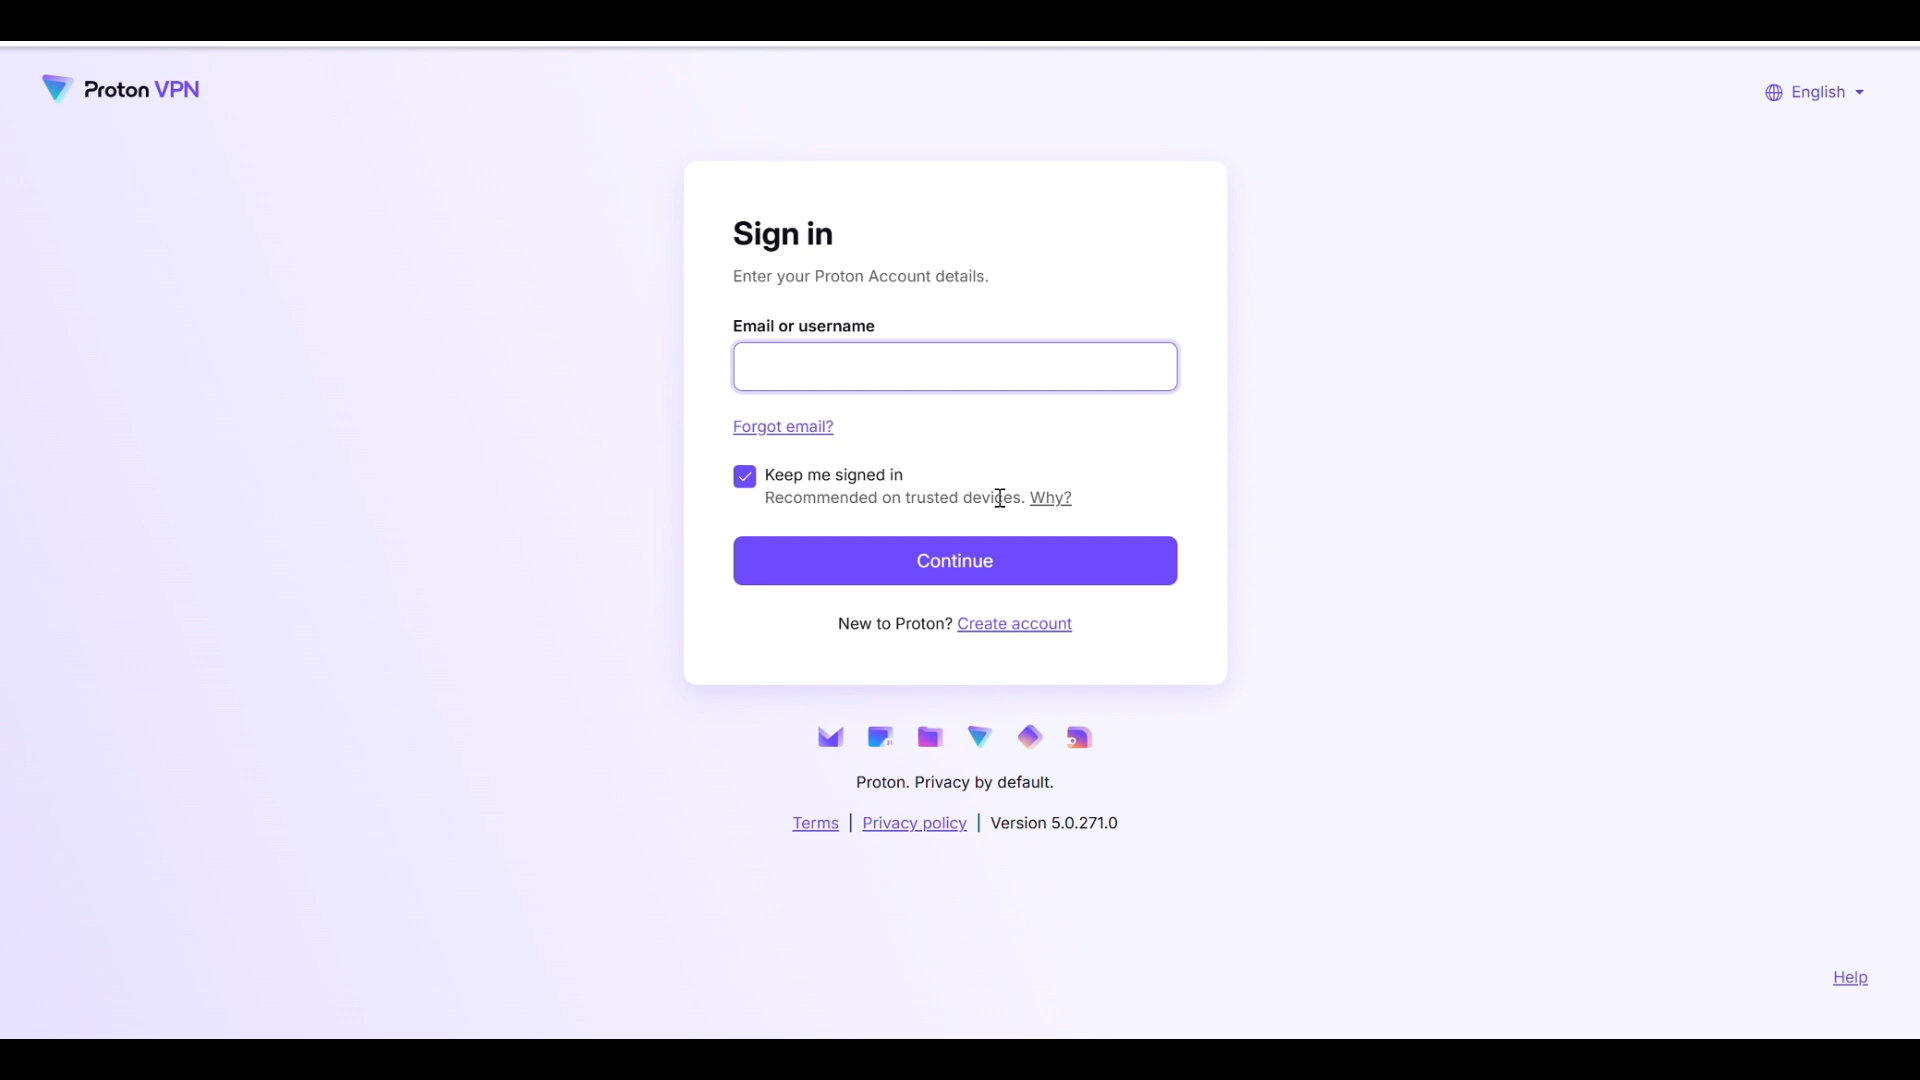 Proton VPN
English
Sign in
Enter your Proton Account details.
Email or username
Forgot email?
Keep me signed in
Recommended on trusted devices. Why?
Continue
New to Proton? Create account
31
Proton. Privacy by default.
Terms | Privacy policy | Version 5.0.271.0
Help